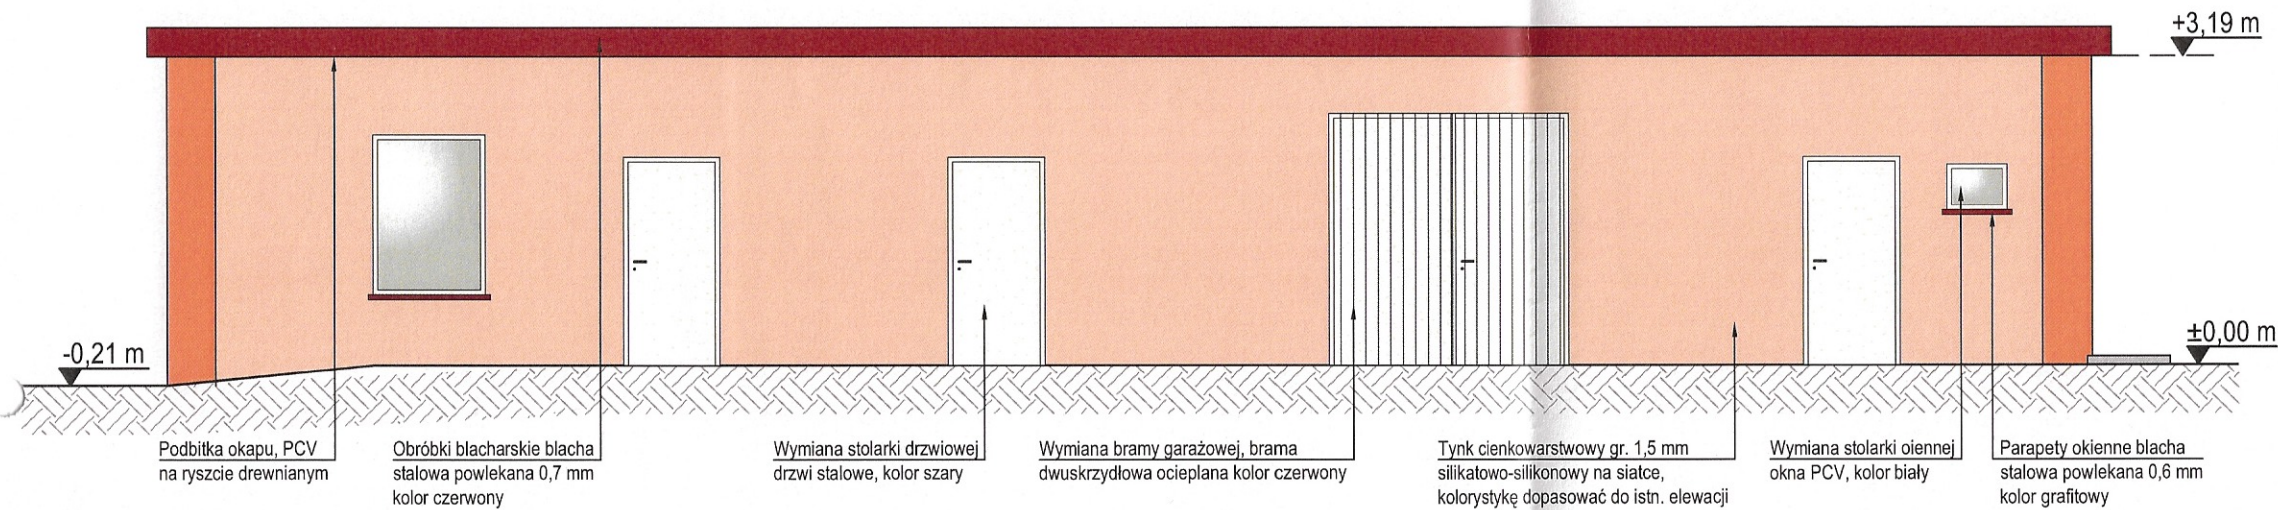 +3,19 m
-0,21 m
±0,00 m
Podbitka okapu, PCV
na ryszcie drewnianym
Obróbki blacharskie blacha
stalowa powlekana 0,7 mm
kolor czerwony
Wymiana stolarki drzwiowej
drzwi stalowe, kolor szary
Wymiana bramy garażowej, brama
dwuskrzydłowa ocieplana kolor czerwony
Tynk cienkowarstwowy gr. 1,5 mm
silikatowo-silikonowy na siatce,
kolorystykę dopasować do istn. elewacji
Wymiana stolarki oiennej
okna PCV, kolor biały
Parapety okienne blacha
stalowa powlekana 0,6 mm
kolor grafitowy